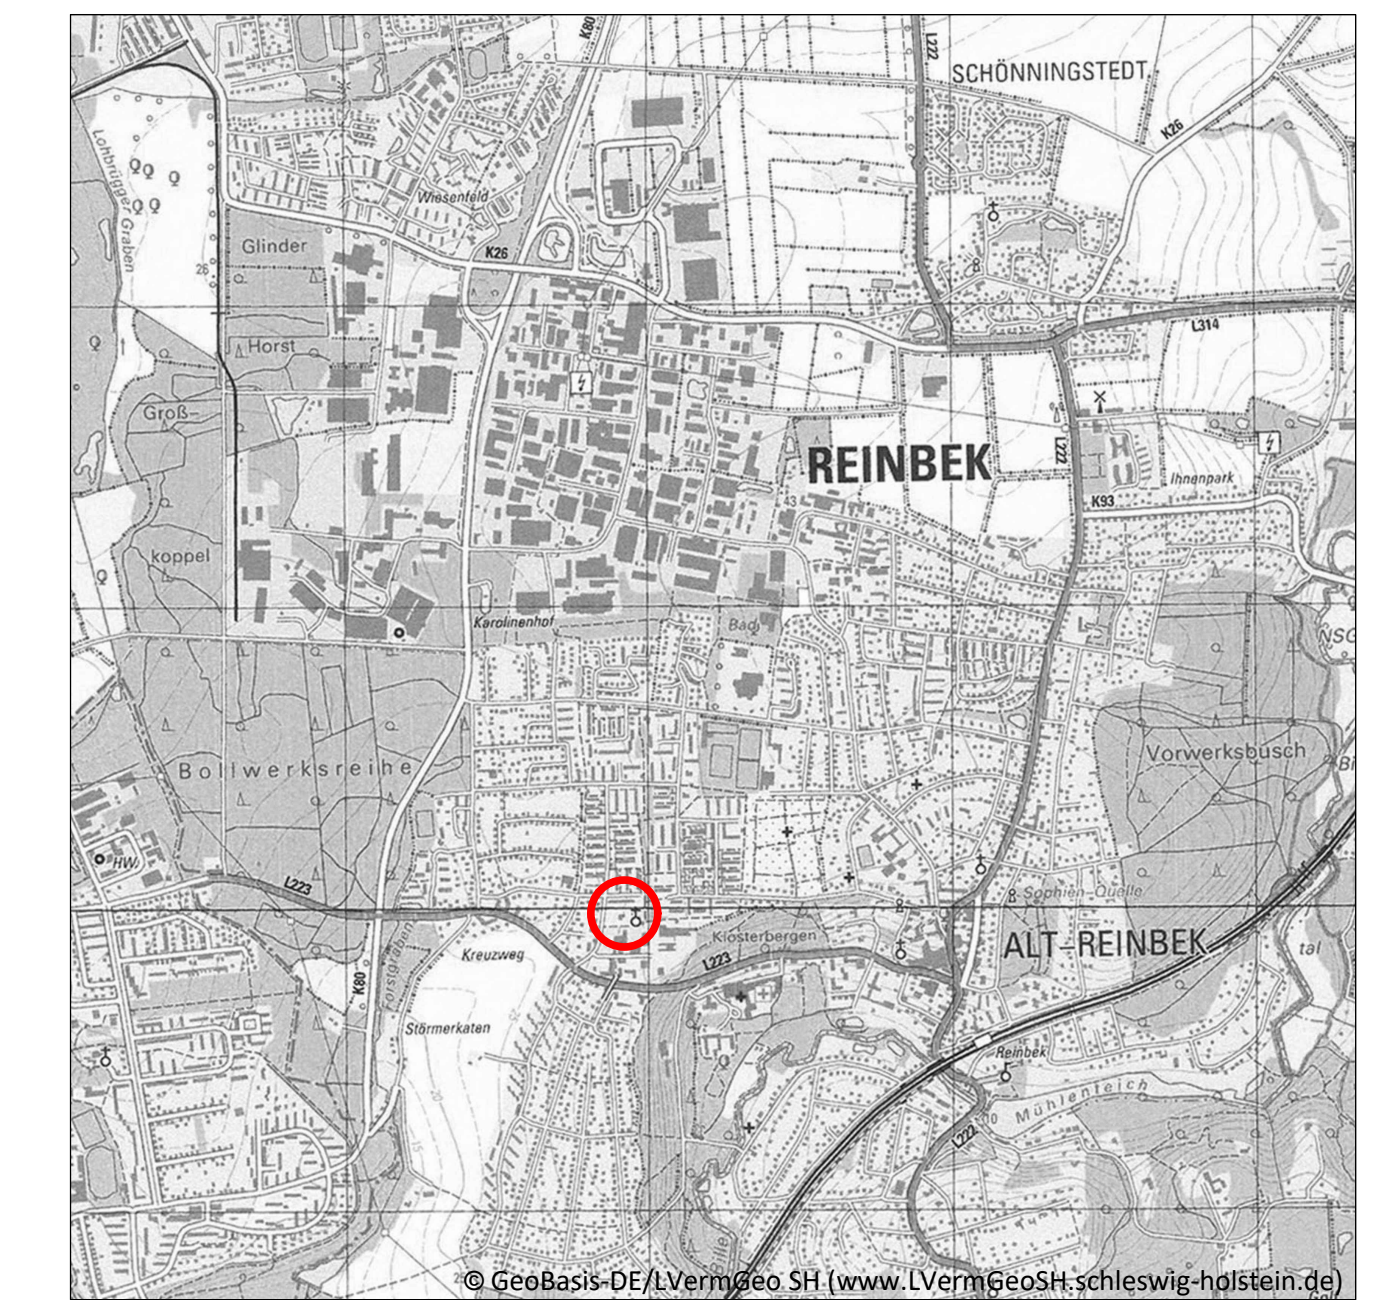 K80
L222
SCHÖNNINGSTEDT
K26
Lohbrügger Graben
Wiesenfeld
Glinder
K26
26
Horst
L314
Groß-
REINBEK
L222
Ihnenpark
K93
43
koppel
Karolinenhof
Bad
NSG
Bollwerksreihe
Vorwerksbusch
Bi
HW
L223
Sophien-Quelle
Kreuzweg
Klosterbergen
ALT-REINBEK
tal
L223
K80
Forstgraben
Störmerkaten
Reinbek
Mühlenteich
L222
Bille
© GeoBasis-DE/LVermGeo SH (www.LVermGeoSH.schleswig-holstein.de)